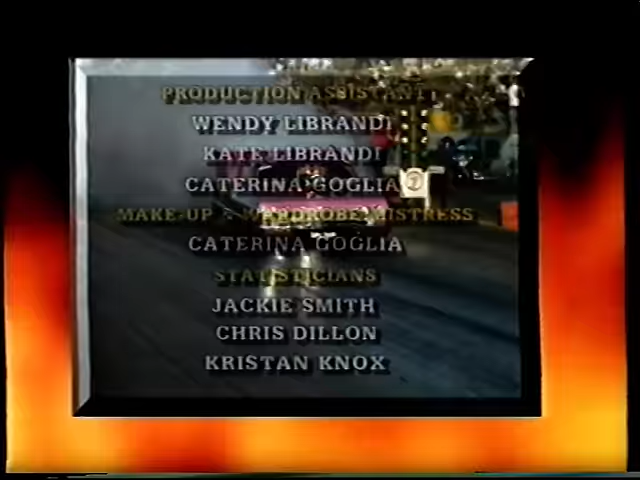 PRODUCTION ASSISTANT
WENDY LIBRANDI
KATE LIBRANDI
CATERINA GOGLIA
MAKE-UP & WARDROBE MISTRESS
CATERINA GOGLIA
STATISTICIANS
JACKIE SMITH
CHRIS DILLON
KRISTAN KNOX